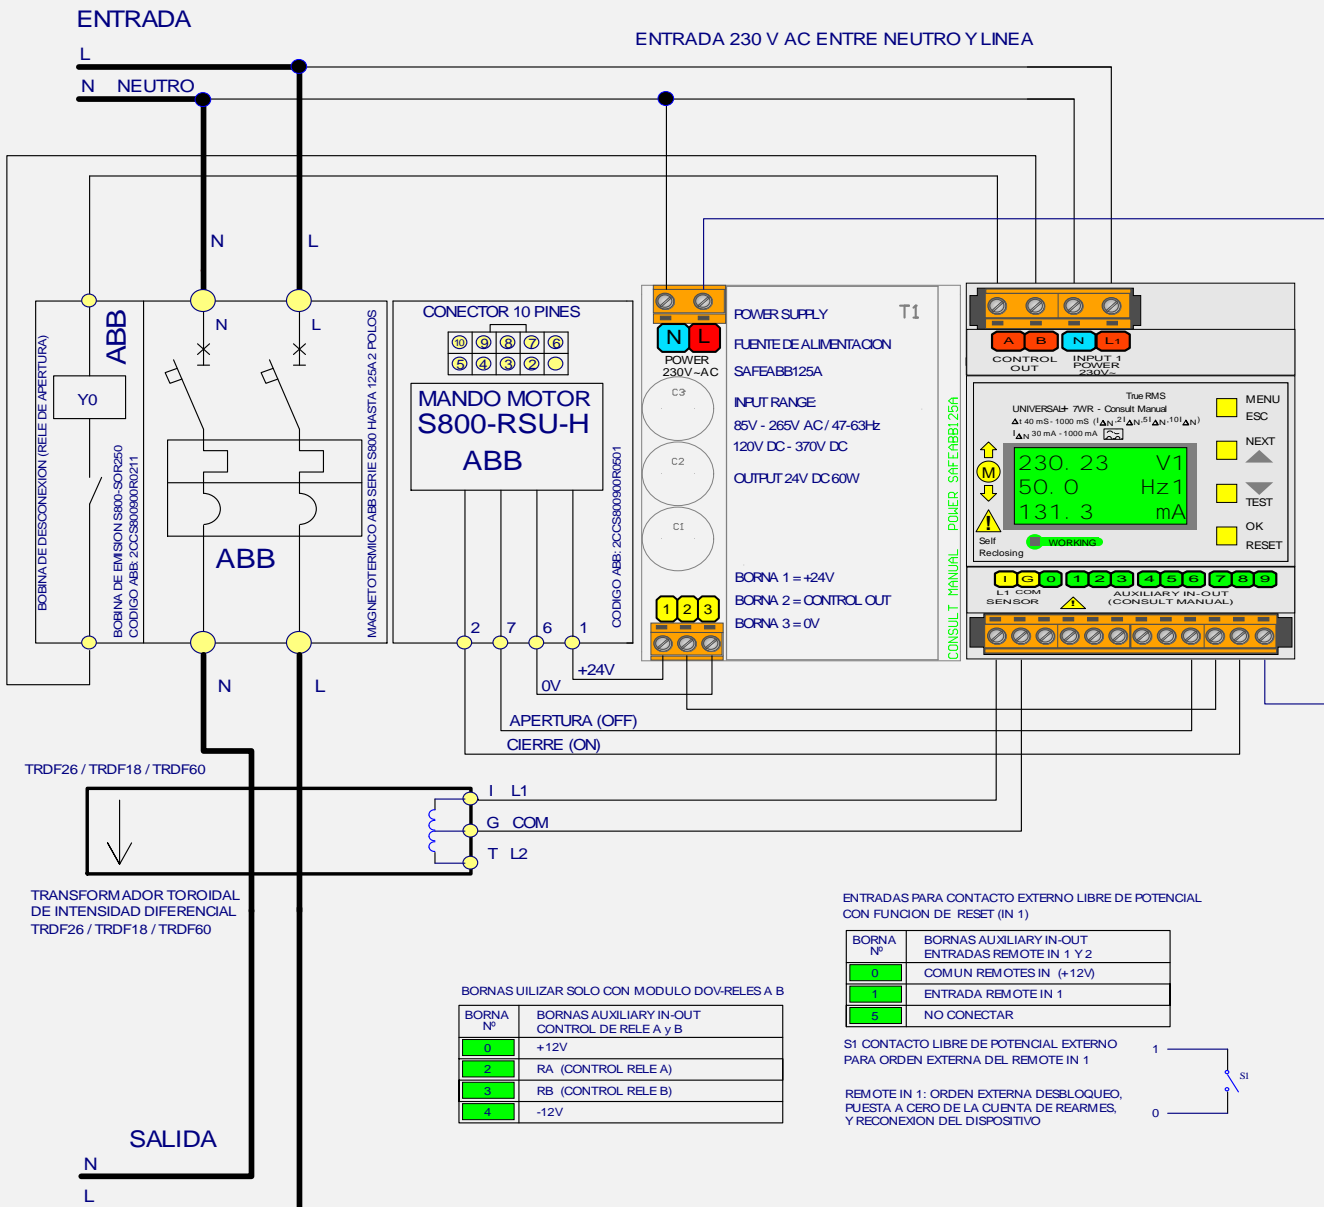 ENTRADA
L
N NEUTRO
ENTRADA 230 V AC ENTRE NEUTRO Y LINEA
N
L
BOBINA DE DESCONEXION (RELE DE APERTURA)
ABB
Y0
BOBINA DE EMISION S800-SOR250
CODIGO ABB: 2CCS800900R0211
N
L
ABB
MAGNETOTERMICO ABB SERIE S800 HASTA 125A 2 POLOS
CONECTOR 10 PINES
10 9 8 7 6
5 4 3 2
MANDO MOTOR
S800-RSU-H
ABB
CODIGO ABB: 2CCS800900R0501
2 7 6 1
+24V
0V
APERTURA (OFF)
CIERRE (ON)
N L
POWER
230V~AC
C3
C2
C1
1 2 3
T1
POWER SUPPLY
FUENTE DE ALIMENTACION
SAFEABB125A
INPUT RANGE:
85V - 265V AC / 47-63Hz
120V DC - 370V DC
OUTPUT 24V DC 60W
BORNA 1 = +24V
BORNA 2 = CONTROL OUT
BORNA 3 = 0V
CONSULT MANUAL POWER SAFEABB125A
A B N L1
CONTROL
OUT
INPUT 1
POWER
230V~
True RMS
UNIVERSAL+ 7WR - Consult Manual
Δt 40 mS - 1000 mS (IΔN,2IΔN,5IΔN,10IΔN)
IΔN 30 mA - 1000 mA
M
230. 23 V1
50. 0 Hz1
131. 3 mA
MENU
ESC
NEXT
TEST
OK
RESET
Self
Reclosing
WORKING
I G 0 1 2 3 4 5 6 7 8 9
L1 COM
SENSOR
AUXILIARY IN-OUT
(CONSULT MANUAL)
N
L
TRDF26 / TRDF18 / TRDF60
I L1
G COM
T L2
TRANSFORMADOR TOROIDAL
DE INTENSIDAD DIFERENCIAL
TRDF26 / TRDF18 / TRDF60
BORNAS UILIZAR SOLO CON MODULO DOV-RELES A B
BORNA
Nº
BORNAS AUXILIARY IN-OUT
CONTROL DE RELE A y B
0 +12V
2 RA (CONTROL RELE A)
3 RB (CONTROL RELE B)
4 -12V
ENTRADAS PARA CONTACTO EXTERNO LIBRE DE POTENCIAL
CON FUNCION DE RESET (IN 1)
BORNA
Nº
BORNAS AUXILIARY IN-OUT
ENTRADAS REMOTE IN 1 Y 2
0 COMUN REMOTES IN (+12V)
1 ENTRADA REMOTE IN 1
5 NO CONECTAR
S1 CONTACTO LIBRE DE POTENCIAL EXTERNO
PARA ORDEN EXTERNA DEL REMOTE IN 1
REMOTE IN 1: ORDEN EXTERNA DESBLOQUEO,
PUESTA A CERO DE LA CUENTA DE REARMES,
Y RECONEXION DEL DISPOSITIVO
1
S1
0
SALIDA
N
L